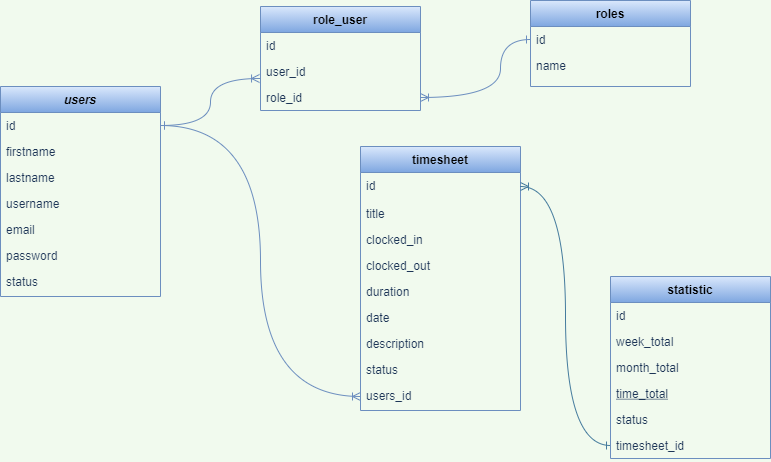 role_user
id
user_id
role_id
roles
id
name
users
id
firstname
lastname
username
email
password
status
timesheet
id
title
clocked_in
clocked_out
duration
date
description
status
users_id
statistic
id
week_total
month_total
time_total
status
timesheet_id